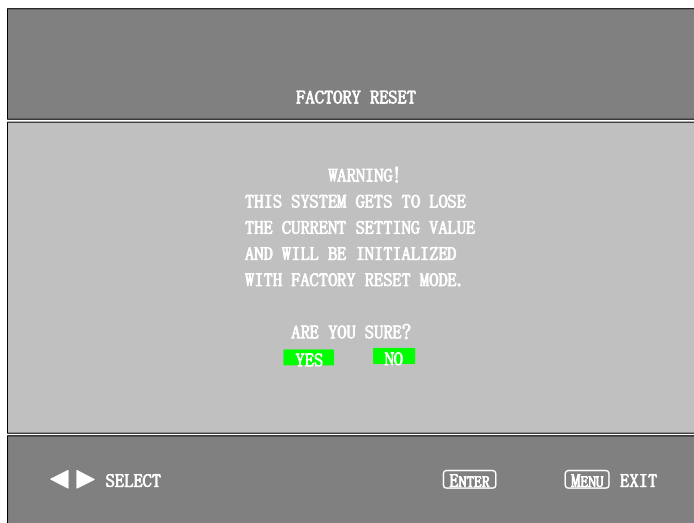 FACTORY RESET
WARNING!
THIS SYSTEM GETS TO LOSE
THE CURRENT SETTING VALUE
AND WILL BE INITIALIZED
WITH FACTORY RESET MODE.
ARE YOU SURE?
YES NO
SELECT ENTER MENU EXIT